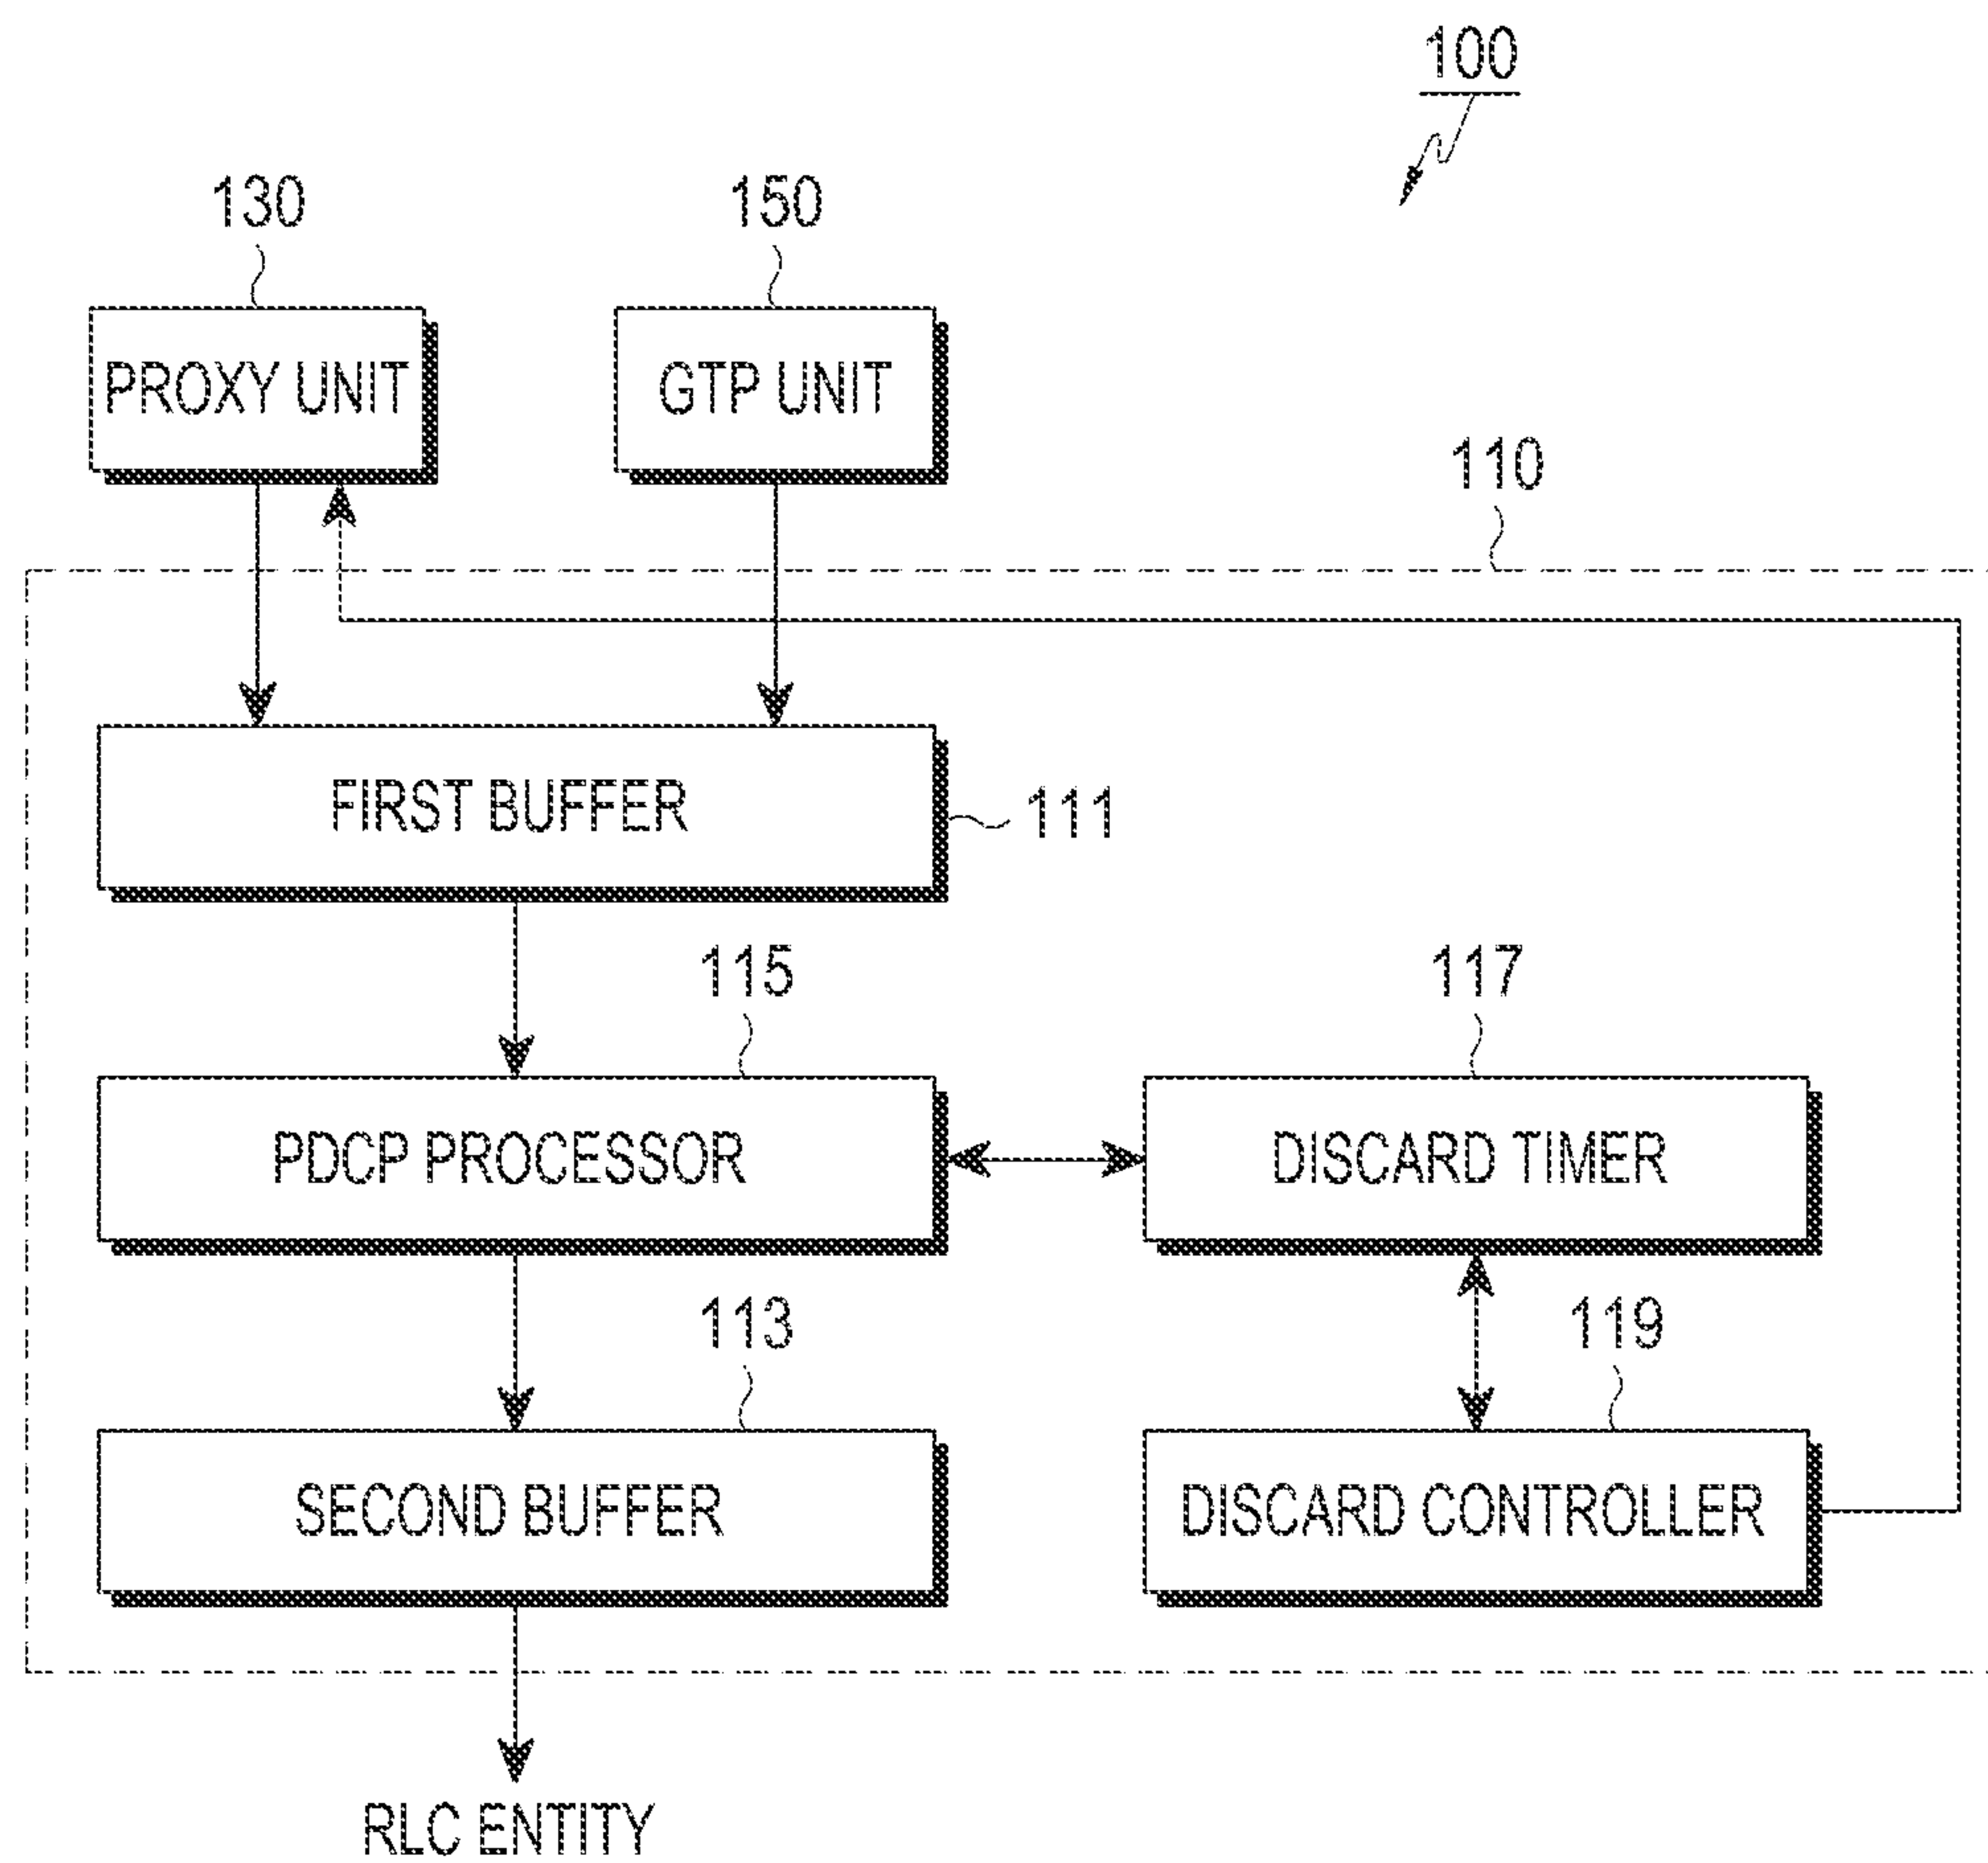 100
130
150
PROXY UNIT
GTP UNIT
110
FIRST BUFFER
111
115
117
PDCP PROCESSOR
DISCARD TIMER
113
119
SECOND BUFFER
DISCARD CONTROLLER
RLC ENTITY